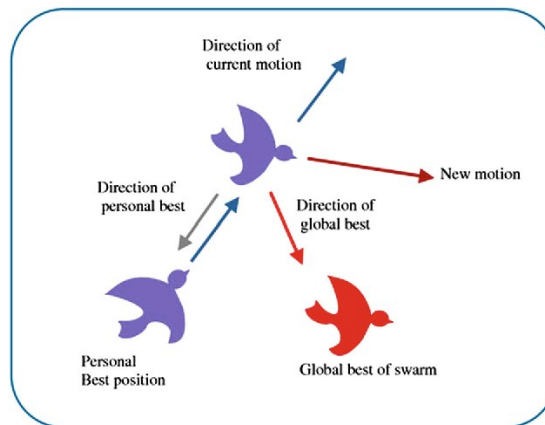 Direction of
current motion
New motion
Direction of
personal best
Direction of
global best
Personal
Best position
Global best of swarm